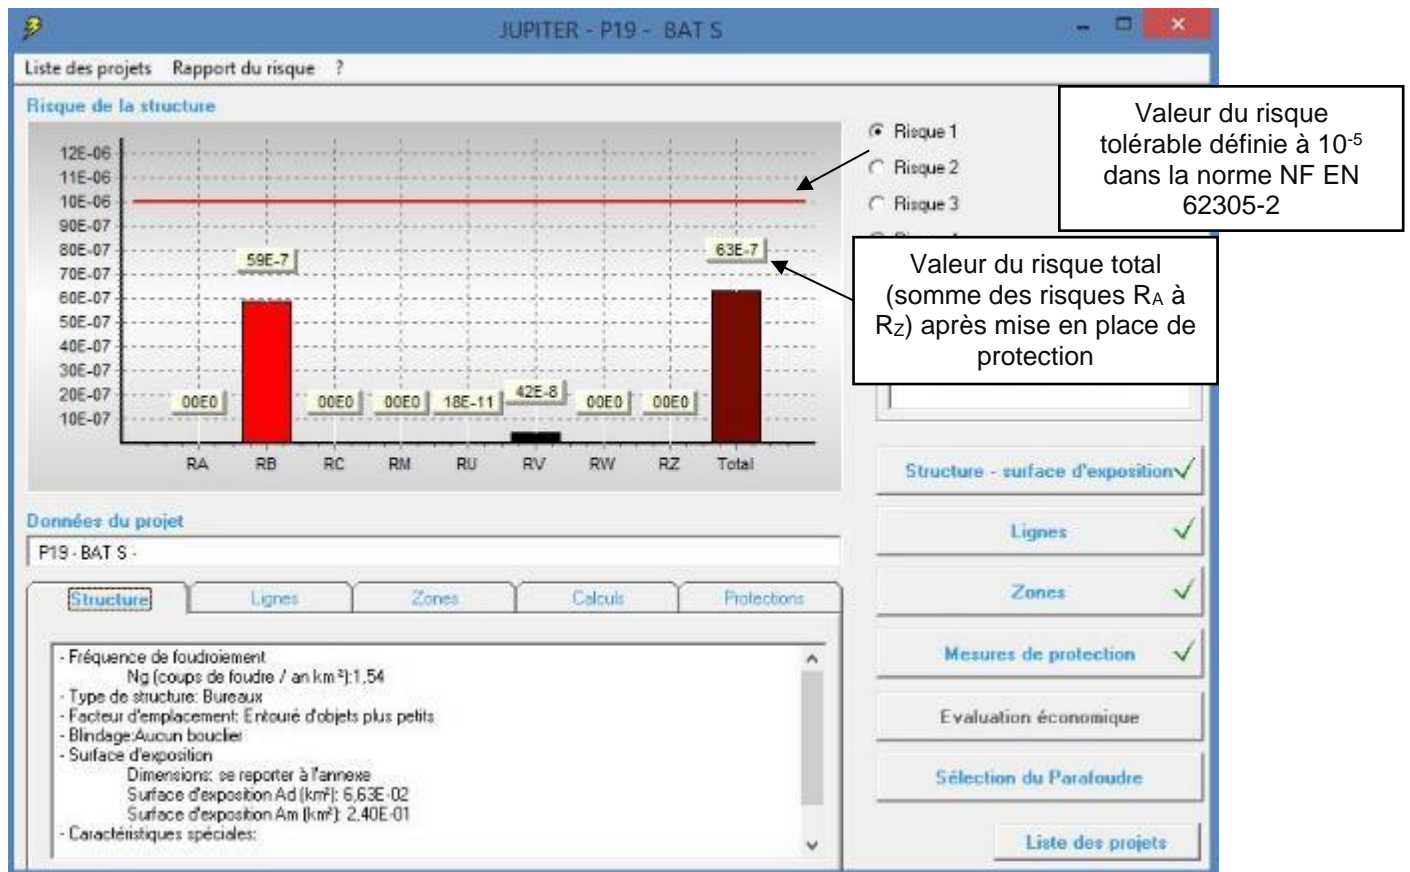 JUPITER - P19 - BAT S
Liste des projets Rapport du risque ?
Risque de la structure
12E-06
11E-06
10E-06
90E-07
80E-07
70E-07
60E-07
50E-07
40E-07
30E-07
20E-07
10E-07
00E0
59E-7
00E0
00E0
18E-11
42E-8
00E0
00E0
63E-7
RA RB RC RM RU RV RW RZ Total
Risque 1
Risque 2
Risque 3
Valeur du risque
tolérable définie à 10-5
dans la norme NF EN
62305-2
Valeur du risque total
(somme des risques RA à
RZ) après mise en place de
protection
Structure - surface d'exposition
Lignes
Zones
Mesures de protection
Evaluation économique
Sélection du Parafoudre
Liste des projets
Données du projet
P19 - BAT S -
Structure Lignes Zones Calculs Protections
- Fréquence de foudroiement
Ng (coups de foudre / an km²):1,54
- Type de structure: Bureaux
- Facteur d'emplacement: Entouré d'objets plus petits
- Blindage:Aucun bouclier
- Surface d'exposition
Dimensions: se reporter à l'annexe
Surface d'exposition Ad (km²): 6,63E-02
Surface d'exposition Am (km²): 2,40E-01
- Caractéristiques spéciales: